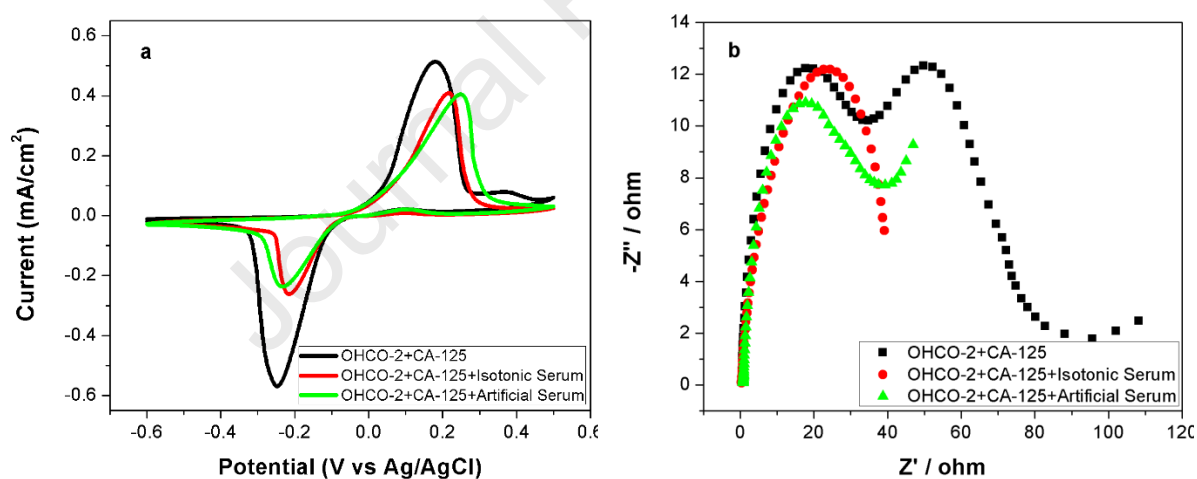 a
Current (mA/cm²)
0.6
0.4
0.2
0.0
-0.2
-0.4
-0.6
OHCO-2+CA-125
OHCO-2+CA-125+Isotonic Serum
OHCO-2+CA-125+Artificial Serum
-0.6 -0.4 -0.2 0.0 0.2 0.4 0.6
Potential (V vs Ag/AgCl)
b
-Z" / ohm
14
12
10
8
6
4
2
0
OHCO-2+CA-125
OHCO-2+CA-125+Isotonic Serum
OHCO-2+CA-125+Artificial Serum
0 20 40 60 80 100 120
Z' / ohm
Journal